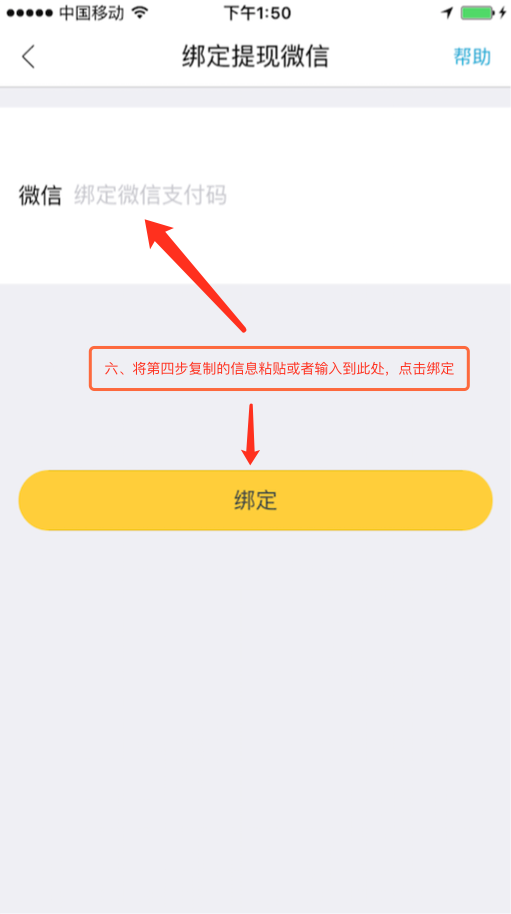 中国移动 下午1:50
绑定提现微信 帮助
微信 绑定微信支付码
六、将第四步复制的信息粘贴或者输入到此处，点击绑定
绑定